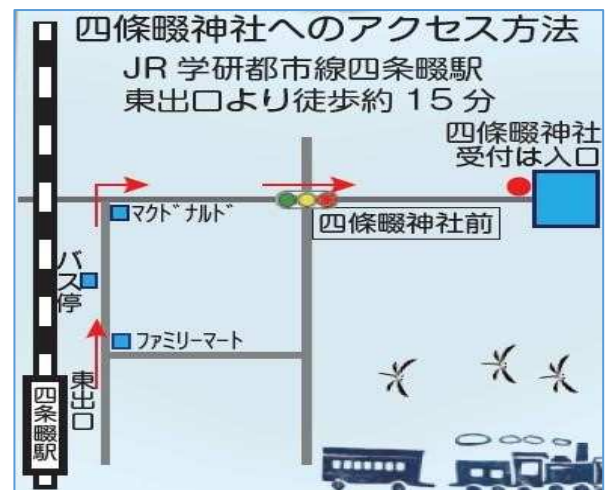 四條畷神社へのアクセス方法
JR 学研都市線四条畷駅
東出口より徒歩約 15 分
四條畷神社
受付は入口
マクドナルド
四條畷神社前
バス停
ファミリーマート
東出口
四条畷駅